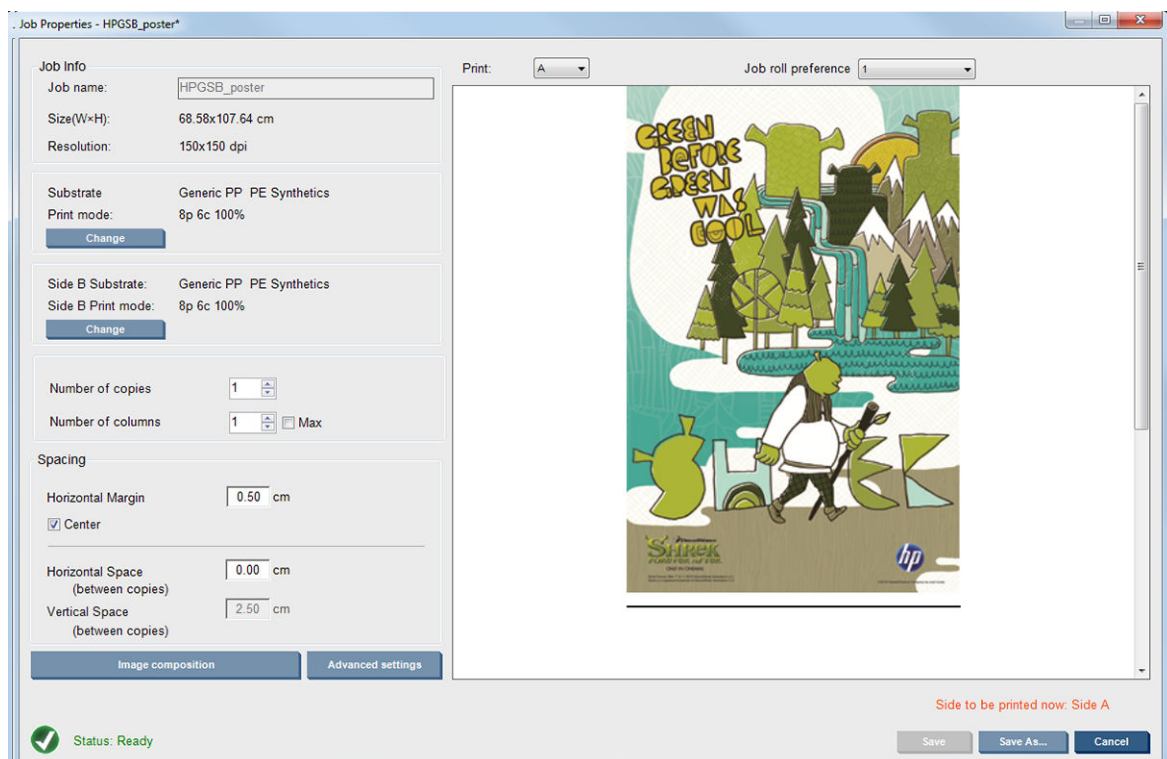 Job Properties - HPGSB_poster*
Job Info
Job name: HPGSB_poster
Size(W×H): 68.58x107.64 cm
Resolution: 150x150 dpi
Substrate Generic PP PE Synthetics
Print mode: 8p 6c 100%
Change
Side B Substrate: Generic PP PE Synthetics
Side B Print mode: 8p 6c 100%
Change
Number of copies 1
Number of columns 1 Max
Spacing
Horizontal Margin 0.50 cm
Center
Horizontal Space 0.00 cm
(between copies)
Vertical Space 2.50 cm
(between copies)
Image composition Advanced settings
Print: A Job roll preference 1
GREEN
BEFORE
GREEN
WAS
COOL
SHREK
SHREK
hp
Side to be printed now: Side A
Status: Ready
Save Save As... Cancel